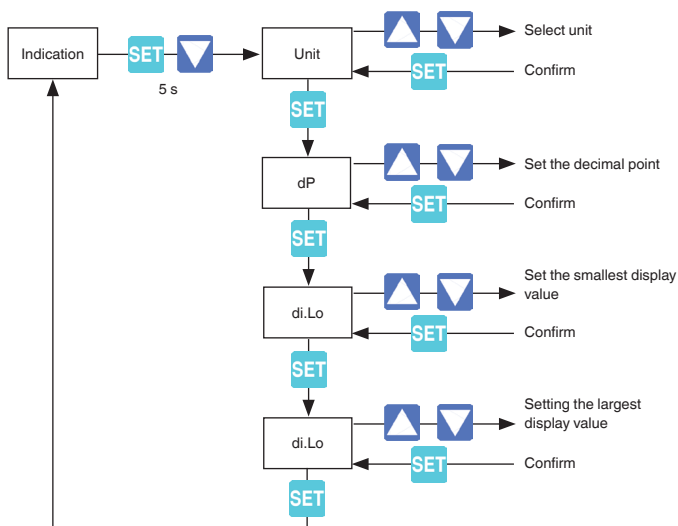 Select unit
Indication
SET
Unit
5 s
SET
Confirm
SET
dP
Set the decimal point
SET
Confirm
SET
di.Lo
Set the smallest display
value
SET
Confirm
SET
di.Lo
Setting the largest
display value
SET
Confirm
SET